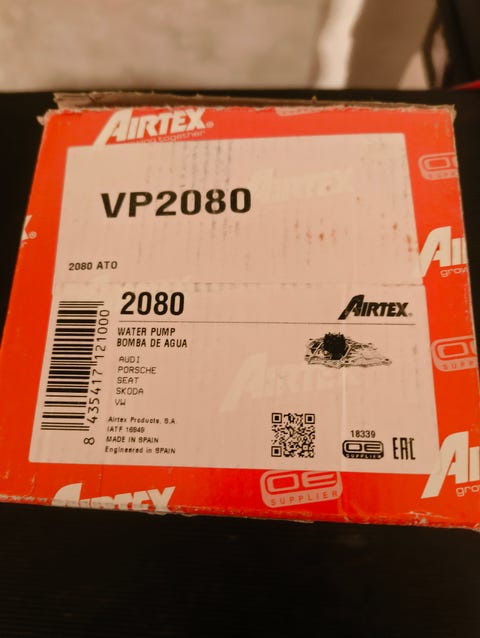 AIRTEX®
together
VP2080
2080 ATO
2080
AIRTEX®
WATER PUMP
BOMBA DE AGUA
AUDI
PORSCHE
SEAT
SKODA
VW
8 435417 121000
Airtex Products, S.A.
IATF 16949
MADE IN SPAIN
Engineered in SPAIN
18339
OE
SUPPLIER
EAC
AIRTEX
OE
SUPPLIER